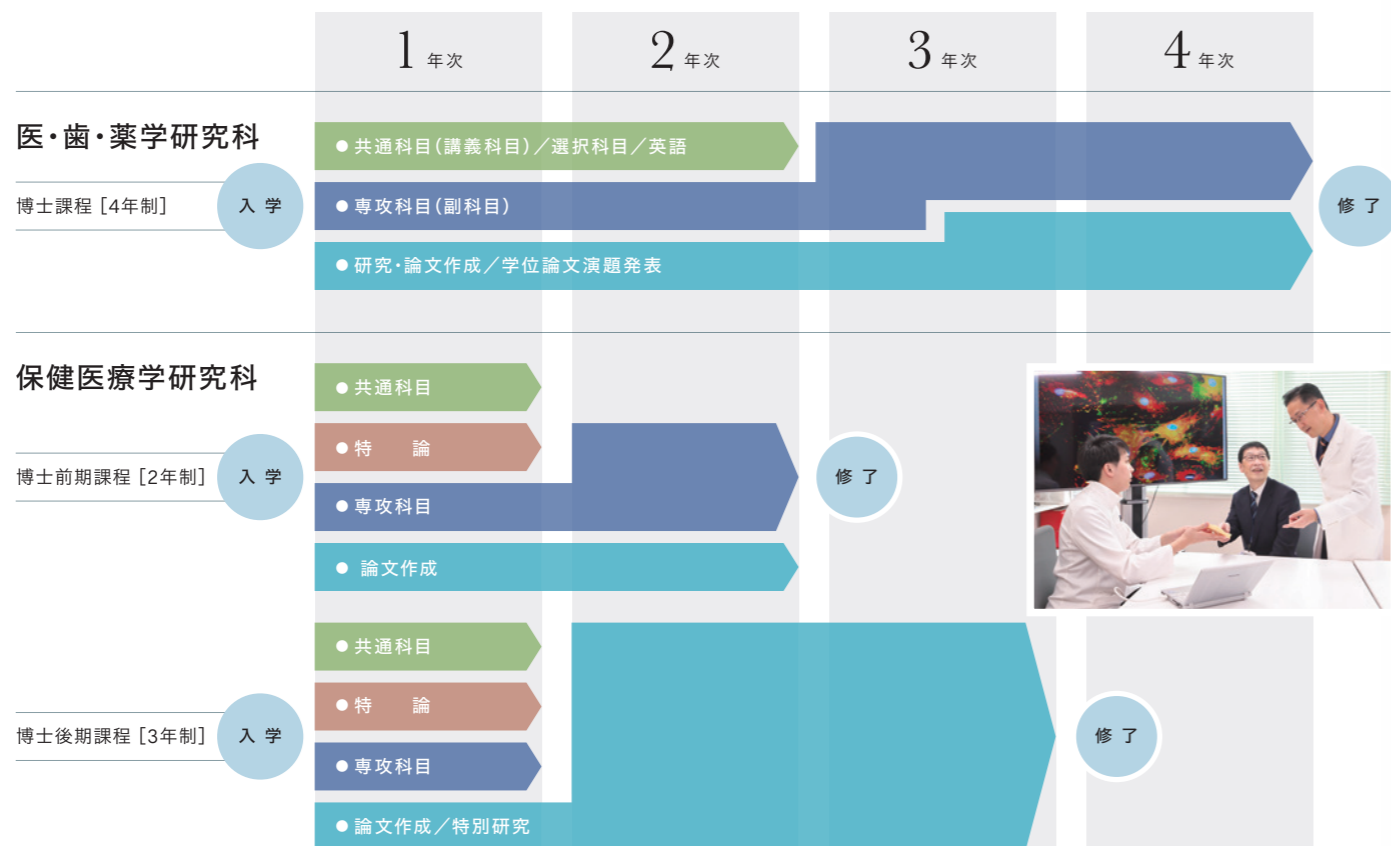 1年次 2年次 3年次 4年次
医・歯・薬学研究科
●共通科目(講義科目)／選択科目／英語
博士課程[4年制] 入学 ●専攻科目(副科目) 修了
●研究・論文作成／学位論文演題発表
保健医療学研究科
●共通科目
●特 論
博士前期課程[2年制] 入学 修了
●専攻科目
●論文作成
●共通科目
●特 論
博士後期課程[3年制] 入学 修了
●専攻科目
●論文作成／特別研究